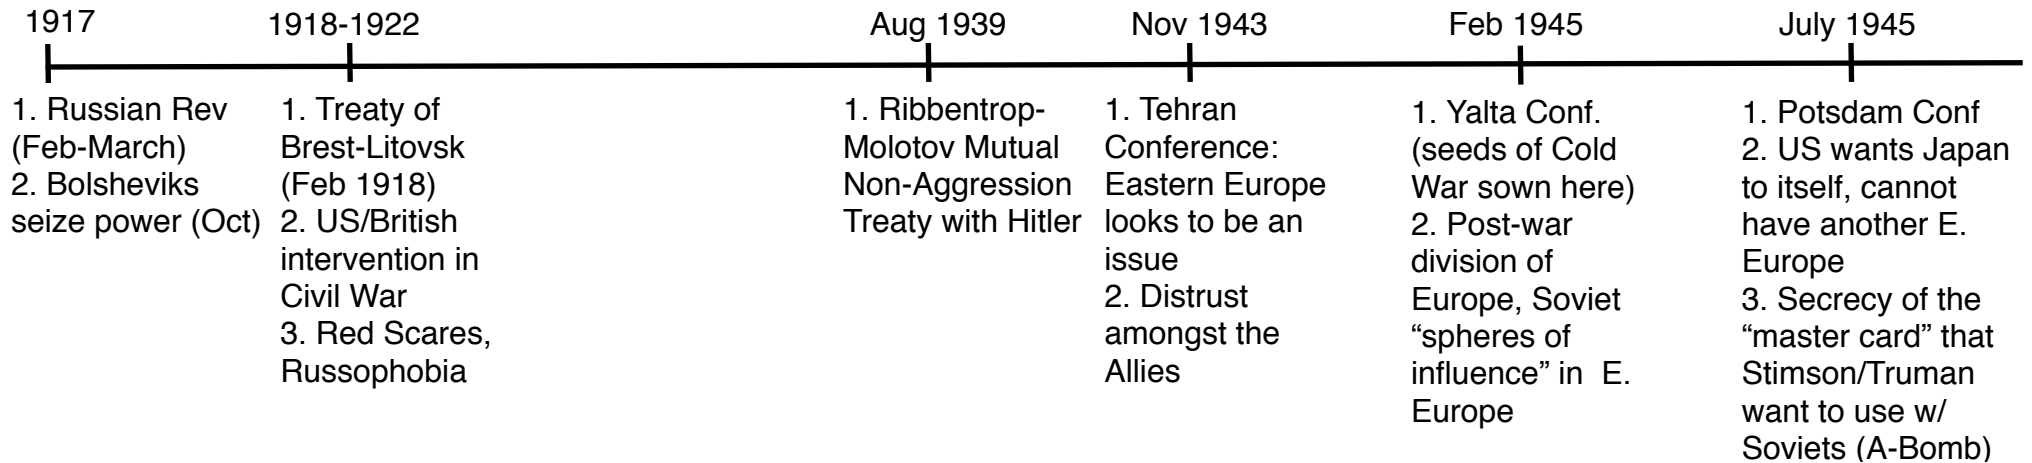 1917
1918-1922
Aug 1939
Nov 1943
Feb 1945
July 1945
1. Russian Rev
(Feb-March)
2. Bolsheviks
seize power (Oct)
1. Treaty of
Brest-Litovsk
(Feb 1918)
2. US/British
intervention in
Civil War
3. Red Scares,
Russophobia
1. Ribbentrop-
Molotov Mutual
Non-Aggression
Treaty with Hitler
1. Tehran
Conference:
Eastern Europe
looks to be an
issue
2. Distrust
amongst the
Allies
1. Yalta Conf.
(seeds of Cold
War sown here)
2. Post-war
division of
Europe, Soviet
“spheres of
influence” in  E.
Europe
1. Potsdam Conf
2. US wants Japan
to itself, cannot
have another E.
Europe
3. Secrecy of the
“master card” that
Stimson/Truman
want to use w/
Soviets (A-Bomb)